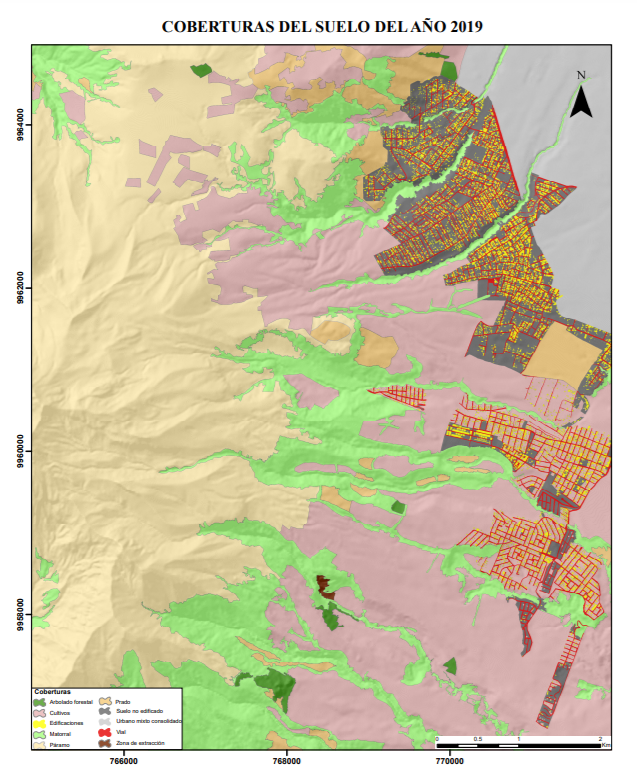 COBERTURAS DEL SUELO DEL AÑO 2019
N
9964000
9962000
9960000
9958000
Coberturas
Arbolado forestal
Cultivos
Edificaciones
Matorral
Páramo
Prado
Suelo no edificado
Urbano mixto consolidado
Vial
Zona de extracción
0 0.5 1 2
Km
766000 768000 770000